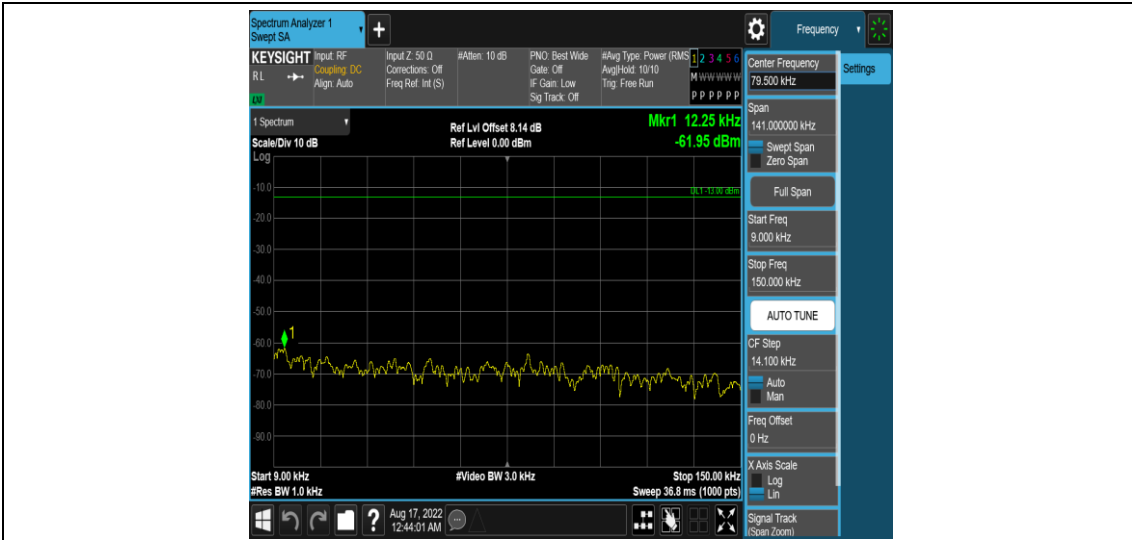 Spectrum Analyzer 1
Swept SA
+
Frequency
KEYSIGHT
RL
LXI
Input: RF
Coupling: DC
Align: Auto
Input Z: 50 Ω
Corrections: Off
Freq Ref: Int (S)
#Atten: 10 dB
PNO: Best Wide
Gate: Off
IF Gain: Low
Sig Track: Off
#Avg Type: Power (RMS
Avg|Hold: 10/10
Trig: Free Run
1 2 3 4 5 6
M W W W W W
P P P P P P
1 Spectrum
Scale/Div 10 dB
Log
Ref Lvl Offset 8.14 dB
Ref Level 0.00 dBm
Mkr1 12.25 kHz
-61.95 dBm
-10.0
DL1 -13.00 dBm
-20.0
-30.0
-40.0
-50.0
-60.0
1
-70.0
-80.0
-90.0
Start 9.00 kHz
#Res BW 1.0 kHz
#Video BW 3.0 kHz
Stop 150.00 kHz
Sweep 36.8 ms (1000 pts)
Center Frequency
79.500 kHz
Settings
Span
141.000000 kHz
Swept Span
Zero Span
Full Span
Start Freq
9.000 kHz
Stop Freq
150.000 kHz
AUTO TUNE
CF Step
14.100 kHz
Auto
Man
Freq Offset
0 Hz
X Axis Scale
Log
Lin
Signal Track
(Span Zoom)
?
Aug 17, 2022
12:44:01 AM